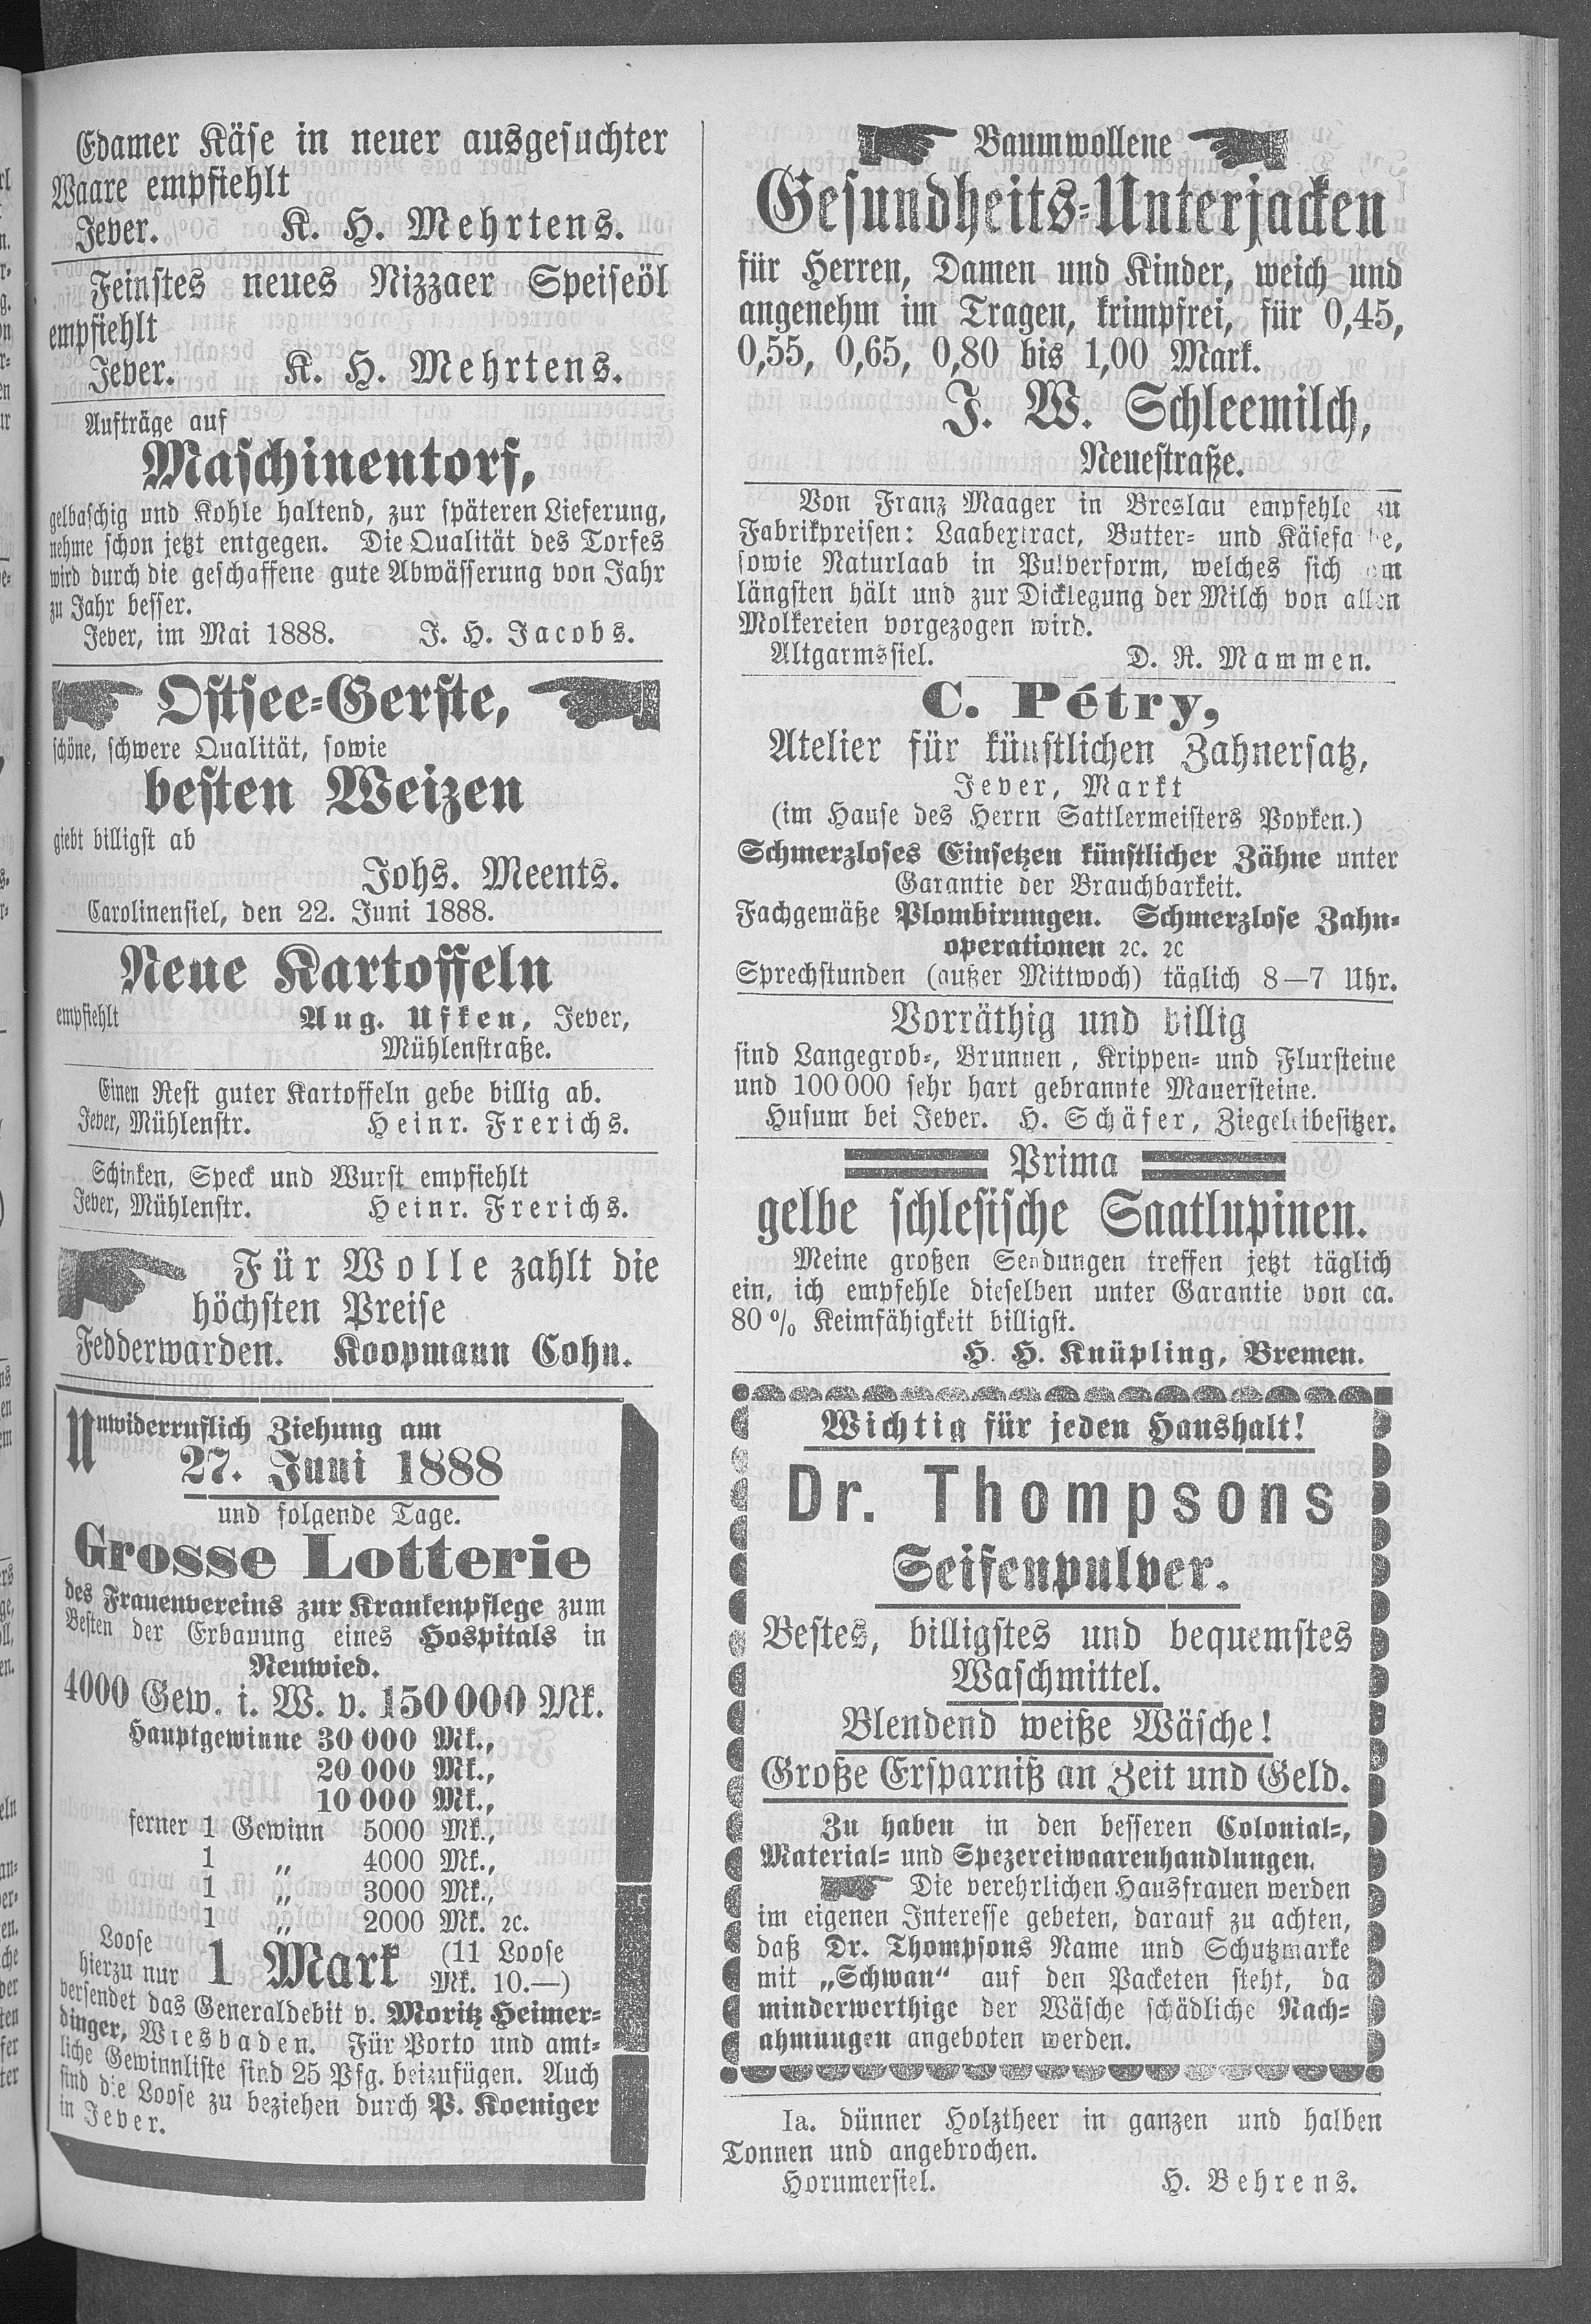 Edamer Käse in neuer ausgesuchter
Waare empfiehlt
Jever. K. H. Mehrtens.
Feinstes neues Nizzaer Speiseöl
empfiehlt
Jever. K. H. Mehrtens.
Aufträge auf
Maschinentorf,
gelbaschig und Kohle haltend, zur späteren Lieferung,
nehme schon jetzt entgegen. Die Qualität des Torfes
wird durch die geschaffene gute Abwässerung von Jahr
zu Jahr besser.
Jever, im Mai 1888. J. H. Jacobs.
Ostsee-Gerste,
schöne, schwere Qualität, sowie
besten Weizen
giebt billigst ab
Johs. Meents.
Carolinensiel, den 22. Juni 1888.
Neue Kartoffeln
empfiehlt Aug. Ufken, Jever,
Mühlenstraße.
Einen Rest guter Kartoffeln gebe billig ab.
Jever, Mühlenstr. Heinr. Frerichs.
Schinken, Speck und Wurst empfiehlt
Jever, Mühlenstr. Heinr. Frerichs.
Für Wolle zahlt die
höchsten Preise
Fedderwarden. Koopmann Cohn.
Unwiderruflich Ziehung am
27. Juni 1888
und folgende Tage.
Grosse Lotterie
des Frauenvereins zur Krankenpflege zum
Besten der Erbauung eines Hospitals in
Neuwied.
4000 Gew. i. W. v. 150 000 Mk.
Hauptgewinne 30 000 Mk.,
20 000 Mk.,
10 000 Mk.,
ferner 1 Gewinn 5000 Mk.,
1 „ 4000 Mk.,
1 „ 3000 Mk.,
1 „ 2000 Mk. ꝛc.
Loose hierzu nur 1 Mark (11 Loose
Mk. 10.—)
versendet das Generaldebit v. Moritz Heimer-
dinger, Wiesbaden. Für Porto und amt-
liche Gewinnliste sind 25 Pfg. beizufügen. Auch
sind die Loose zu beziehen durch P. Koeniger
in Jever.
Baumwollene
Gesundheits-Unterjacken
für Herren, Damen und Kinder, weich und
angenehm im Tragen, krimpfrei, für 0,45,
0,55, 0,65, 0,80 bis 1,00 Mark.
J. W. Schleemilch,
Neuestraße.
Von Franz Maager in Breslau empfehle zu
Fabrikpreisen: Laabextract, Butter- und Käsefarbe,
sowie Naturlaab in Pulverform, welches sich am
längsten hält und zur Dicklegung der Milch von allen
Molkereien vorgezogen wird.
Altgarmssiel. D. R. Mammen.
C. Pétry,
Atelier für künstlichen Zahnersatz,
Jever, Markt
(im Hause des Herrn Sattlermeisters Popken.)
Schmerzloses Einsetzen künstlicher Zähne unter
Garantie der Brauchbarkeit.
Fachgemäße Plombirungen. Schmerzlose Zahn-
operationen ꝛc. ꝛc
Sprechstunden (außer Mittwoch) täglich 8—7 Uhr.
Vorräthig und billig
sind Langegrob-, Brunnen, Krippen- und Flursteine
und 100 000 sehr hart gebrannte Mauersteine.
Husum bei Jever. H. Schäfer, Ziegeleibesitzer.
Prima
gelbe schlesische Saatlupinen.
Meine großen Sendungen treffen jetzt täglich
ein, ich empfehle dieselben unter Garantie von ca.
80 % Keimfähigkeit billigst.
H. H. Knüpling, Bremen.
Wichtig für jeden Haushalt!
Dr. Thompsons
Seifenpulver.
Bestes, billigstes und bequemstes
Waschmittel.
Blendend weiße Wäsche!
Große Ersparniß an Zeit und Geld.
Zu haben in den besseren Colonial-,
Material- und Spezereiwaarenhandlungen.
Die verehrlichen Hausfrauen werden
im eigenen Interesse gebeten, darauf zu achten,
daß Dr. Thompsons Name und Schutzmarke
mit „Schwan“ auf den Packeten steht, da
minderwerthige der Wäsche schädliche Nach-
ahmungen angeboten werden.
Ia. dünner Holztheer in ganzen und halben
Tonnen und angebrochen.
Horumersiel. H. Behrens.